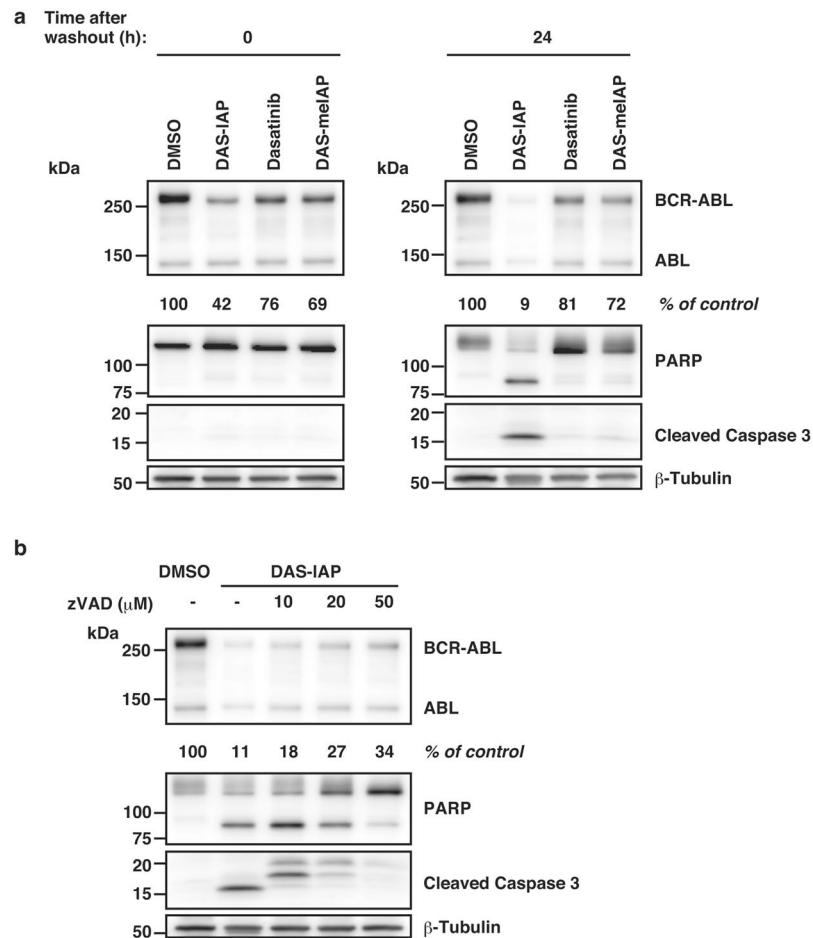 a
Time after
washout (h): 0 24
DMSO DAS-IAP Dasatinib DAS-meIAP DMSO DAS-IAP Dasatinib DAS-meIAP
kDa kDa
250 250 BCR-ABL
150 150 ABL
100 42 76 69 100 9 81 72 % of control
PARP
100 100
75 75
20 20
15 15 Cleaved Caspase 3
50 50 β-Tubulin
b
DMSO DAS-IAP
zVAD (μM) - - 10 20 50
kDa
250 BCR-ABL
150 ABL
100 11 18 27 34 % of control
100 PARP
75
20
15 Cleaved Caspase 3
50 β-Tubulin